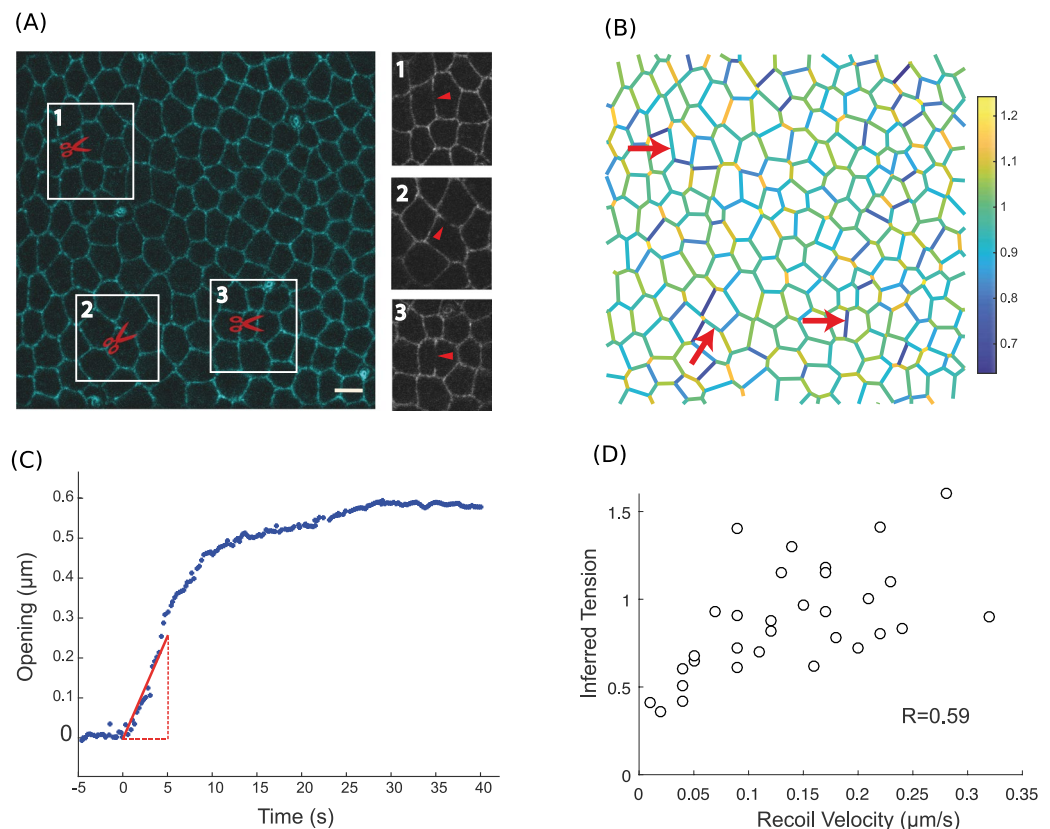 (A)
1
2
3
1
2
3
(B)
1.2
1.1
1
0.9
0.8
0.7
(C)
Opening (µm)
0.6
0.5
0.4
0.3
0.2
0.1
0
-5 0 5 10 15 20 25 30 35 40
Time (s)
(D)
Inferred Tension
1.5
1
0.5
0
R=0.59
0 0.05 0.1 0.15 0.2 0.25 0.3 0.35
Recoil Velocity (µm/s)